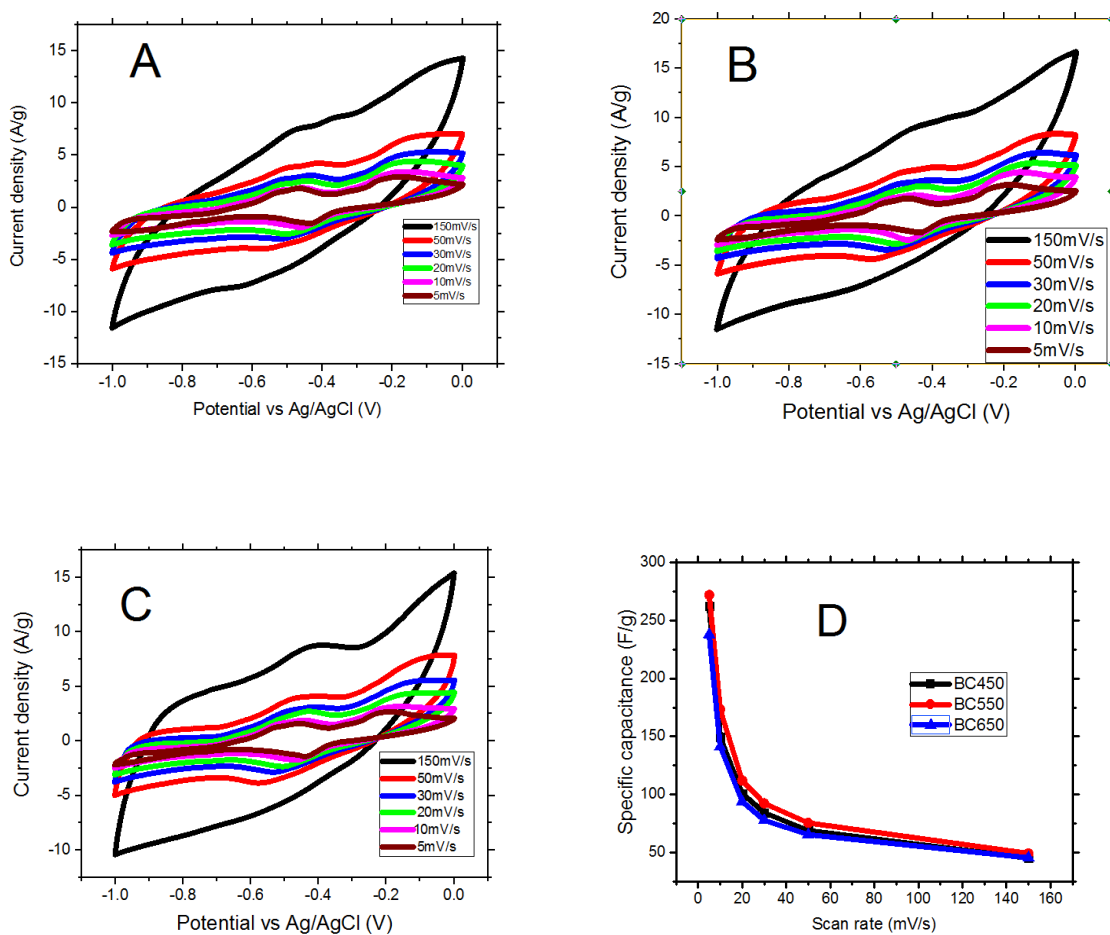 A
Current density (A/g)
15
10
5
0
-5
-10
-15
-1.0 -0.8 -0.6 -0.4 -0.2 0.0
Potential vs Ag/AgCl (V)
150mV/s
50mV/s
30mV/s
20mV/s
10mV/s
5mV/s
B
Current density (A/g)
20
15
10
5
0
-5
-10
-15
-1.0 -0.8 -0.6 -0.4 -0.2 0.0
Potential vs Ag/AgCl (V)
150mV/s
50mV/s
30mV/s
20mV/s
10mV/s
5mV/s
C
Current density (A/g)
15
10
5
0
-5
-10
-1.0 -0.8 -0.6 -0.4 -0.2 0.0
Potential vs Ag/AgCl (V)
150mV/s
50mV/s
30mV/s
20mV/s
10mV/s
5mV/s
D
Specific capacitance (F/g)
300
250
200
150
100
50
0 20 40 60 80 100 120 140 160
Scan rate (mV/s)
BC450
BC550
BC650